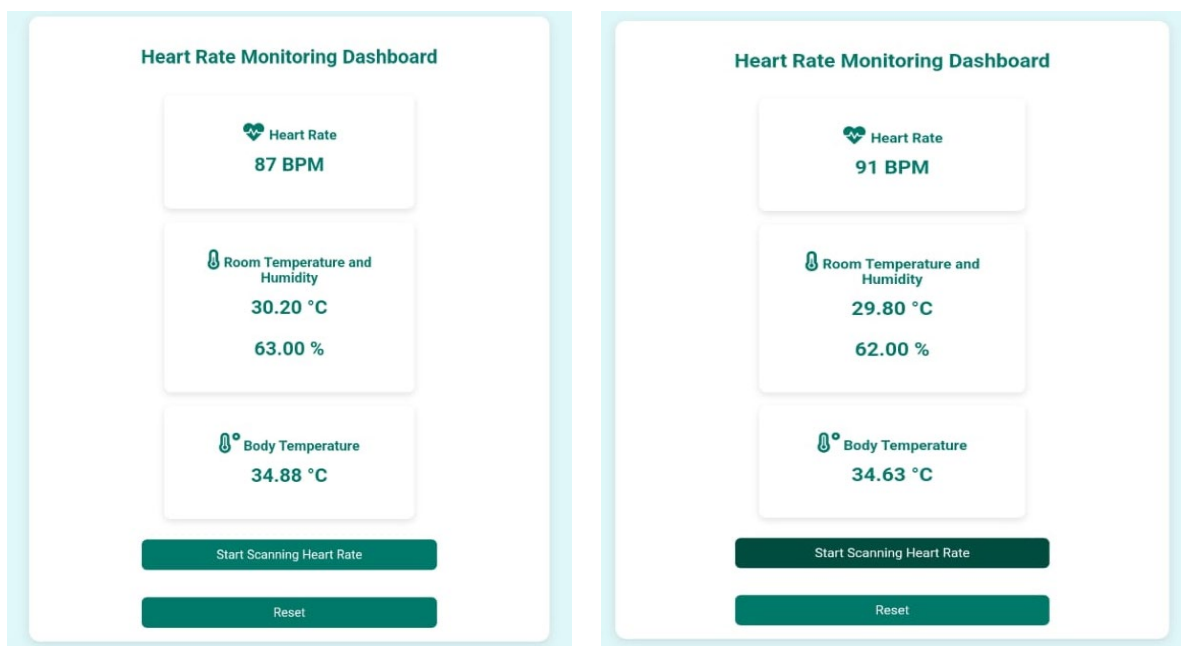 Heart Rate Monitoring Dashboard
Heart Rate
87 BPM
Room Temperature and
Humidity
30.20 °C
63.00 %
Body Temperature
34.88 °C
Start Scanning Heart Rate
Reset
Heart Rate Monitoring Dashboard
Heart Rate
91 BPM
Room Temperature and
Humidity
29.80 °C
62.00 %
Body Temperature
34.63 °C
Start Scanning Heart Rate
Reset